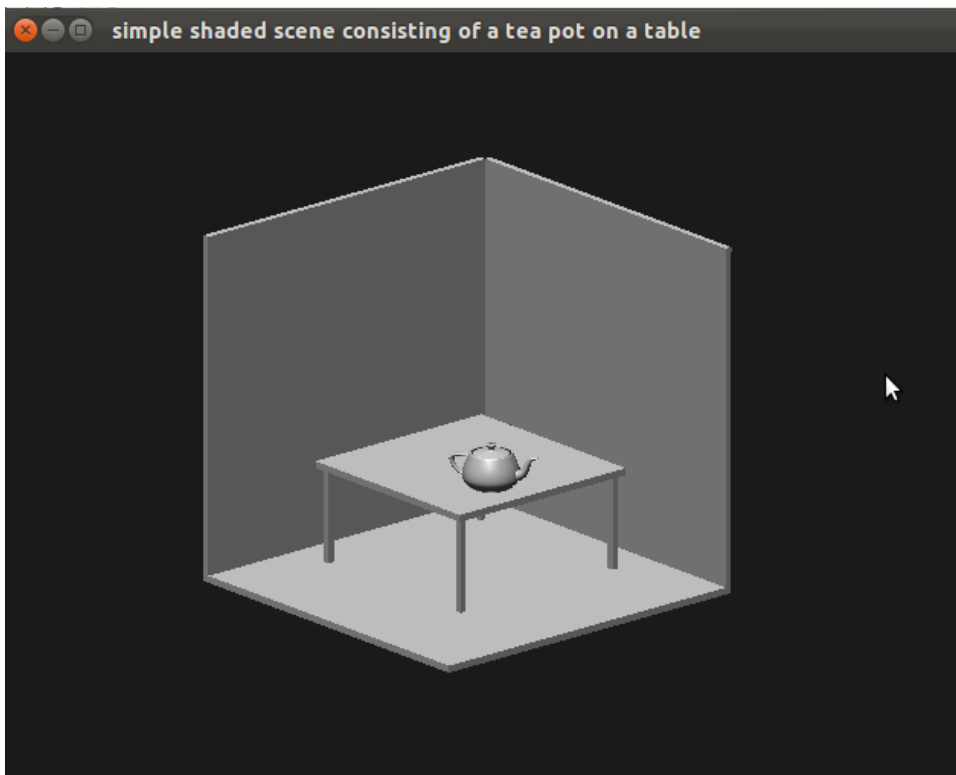 simple shaded scene consisting of a tea pot on a table